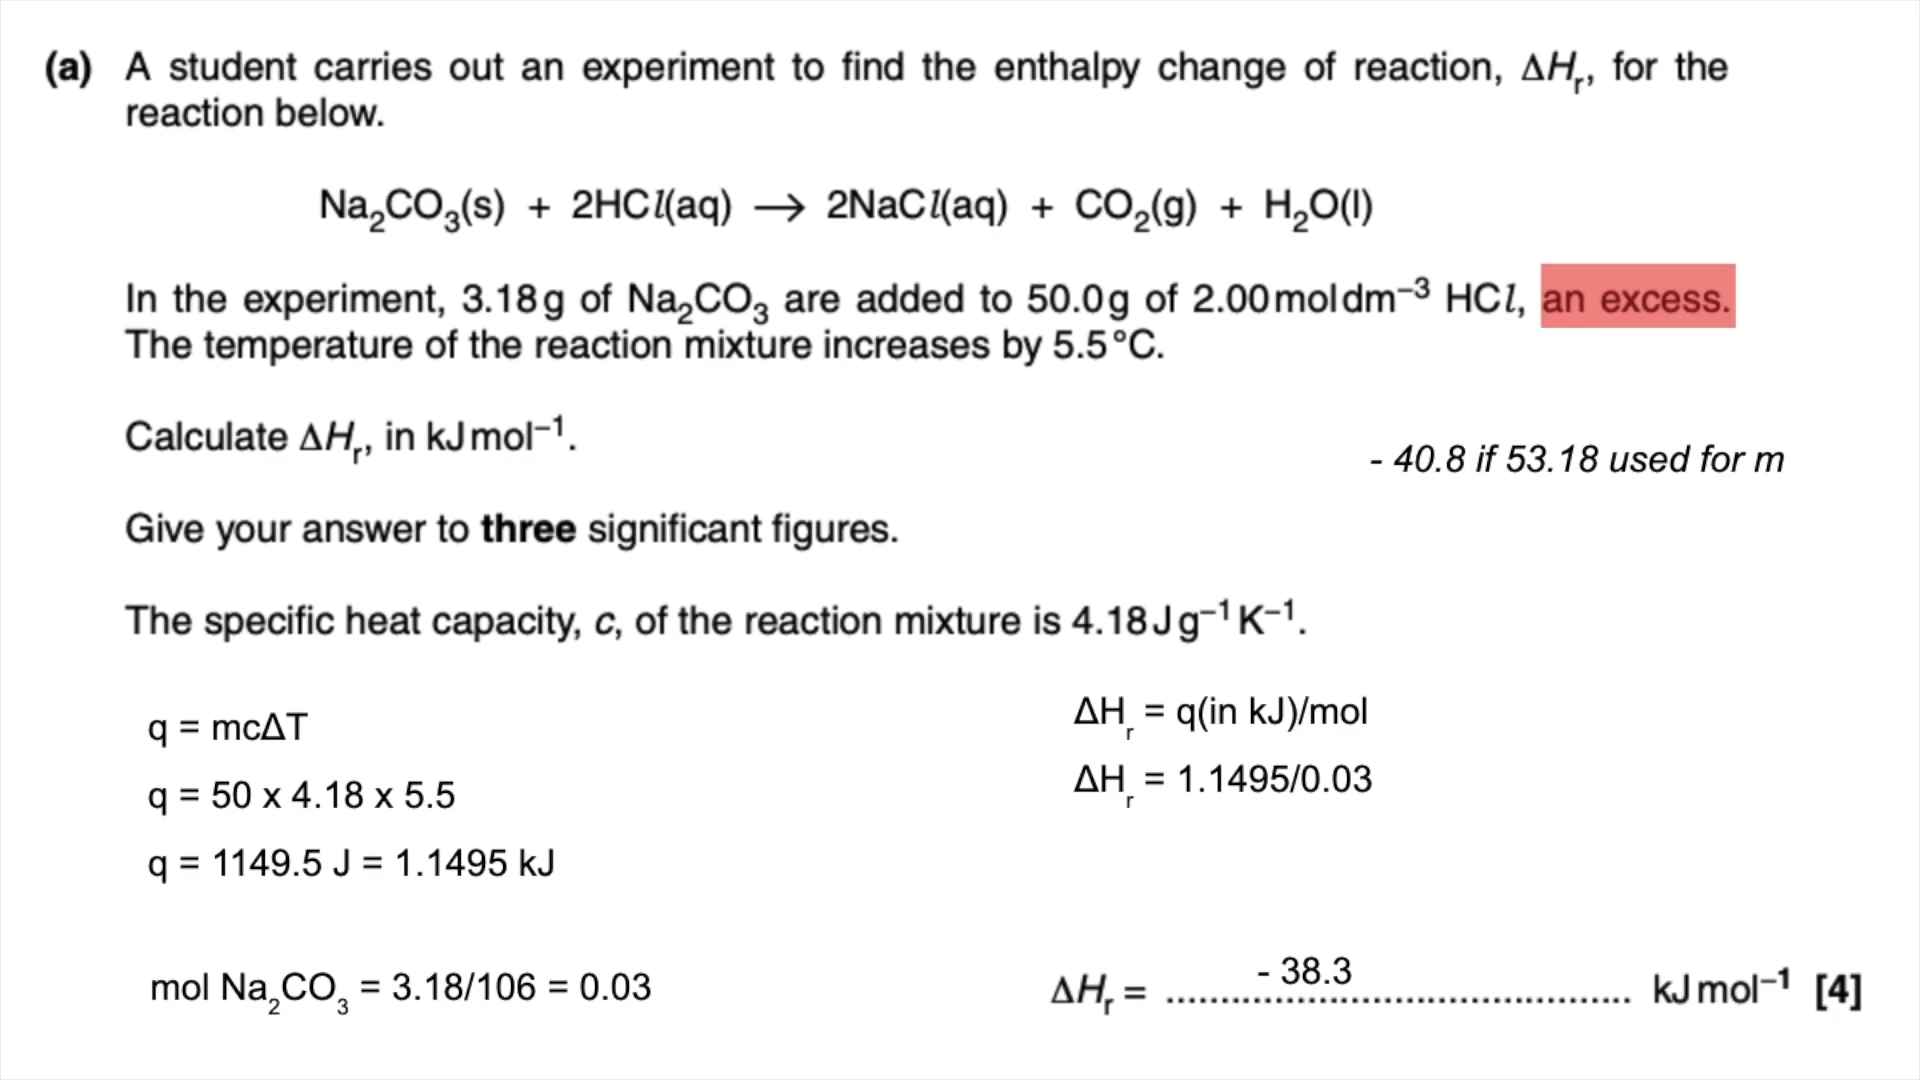 (a) A student carries out an experiment to find the enthalpy change of reaction, ΔHᵣ, for the
reaction below.
Na₂CO₃(s) + 2HCl(aq) → 2NaCl(aq) + CO₂(g) + H₂O(l)
In the experiment, 3.18 g of Na₂CO₃ are added to 50.0 g of 2.00 mol dm⁻³ HCl, an excess.
The temperature of the reaction mixture increases by 5.5 °C.
Calculate ΔHᵣ, in kJ mol⁻¹.
- 40.8 if 53.18 used for m
Give your answer to three significant figures.
The specific heat capacity, c, of the reaction mixture is 4.18 J g⁻¹ K⁻¹.
q = mcΔT
q = 50 x 4.18 x 5.5
q = 1149.5 J = 1.1495 kJ
mol Na₂CO₃ = 3.18/106 = 0.03
ΔHᵣ = q(in kJ)/mol
ΔHᵣ = 1.1495/0.03
ΔHᵣ = - 38.3 kJ mol⁻¹ [4]